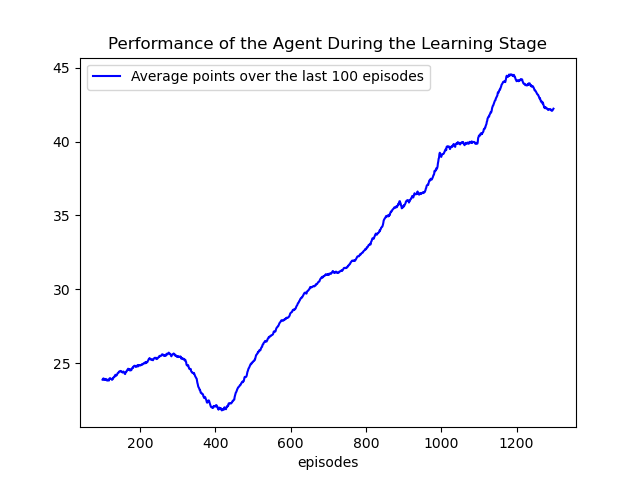 Performance of the Agent During the Learning Stage
Average points over the last 100 episodes
45
40
35
30
25
200 400 600 800 1000 1200
episodes